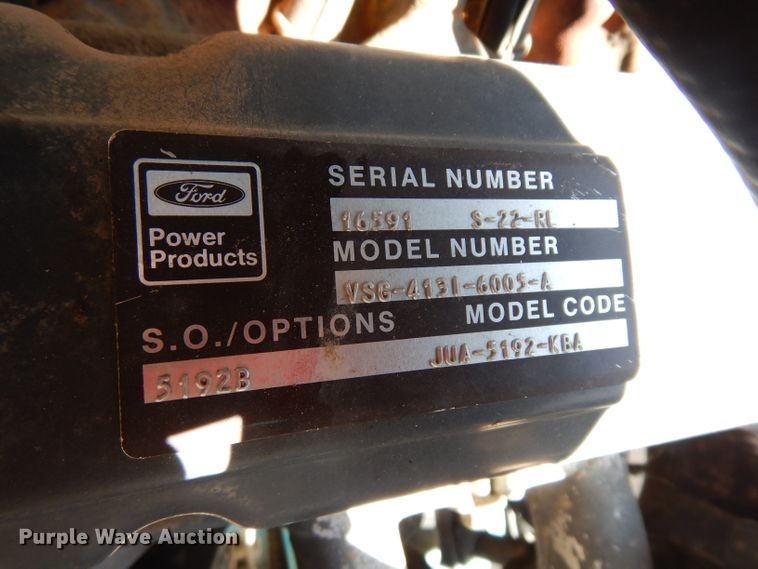 Ford
Power
Products
SERIAL NUMBER
16591 S-22-RL
MODEL NUMBER
VSG-413I-6005-A
S.O./OPTIONS MODEL CODE
5192B JUA-5192-KBA
Purple Wave Auction